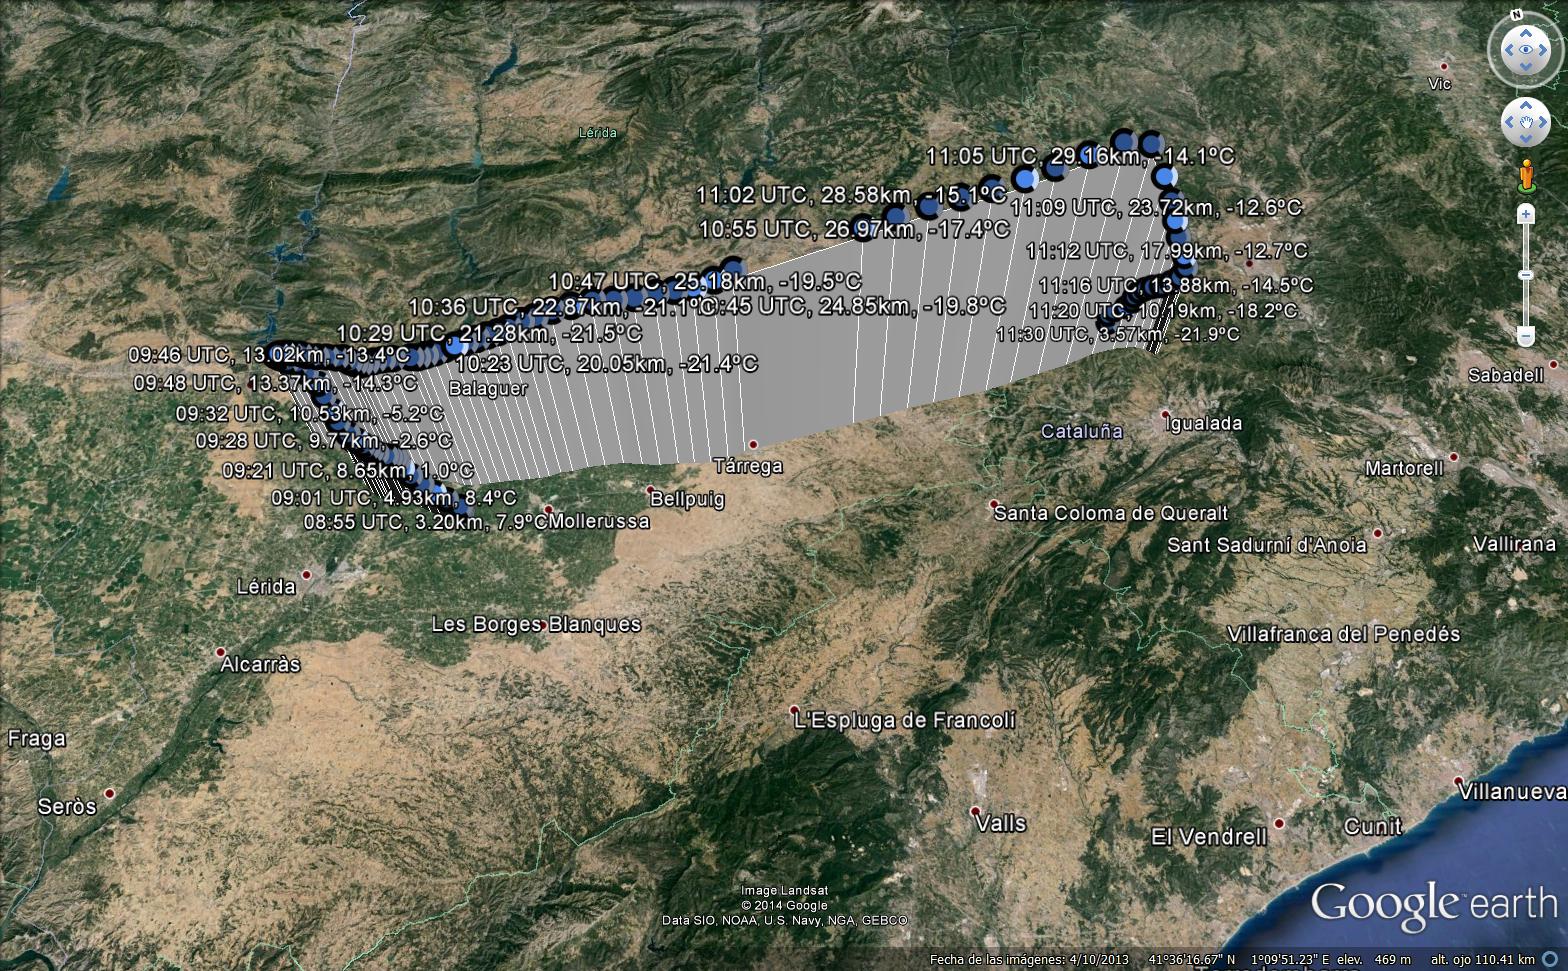 N
Vic
Lérida
11:05 UTC, 29.16km, -14.1ºC
11:02 UTC, 28.58km, -15.1ºC
11:09 UTC, 23.72km, -12.6ºC
10:55 UTC, 26.97km, -17.4ºC
11:12 UTC, 17.99km, -12.7ºC
10:47 UTC, 25.18km, -19.5ºC
11:16 UTC, 13.88km, -14.5ºC
10:36 UTC, 22.87km, -21.1ºC
:45 UTC, 24.85km, -19.8ºC
11:20 UTC, 10.19km, -18.2ºC
10:29 UTC, 21.28km, -21.5ºC
11:30 UTC, 3.57km, -21.9ºC
09:46 UTC, 13.02km, -13.4ºC
10:23 UTC, 20.05km, -21.4ºC
09:48 UTC, 13.37km, -14.3ºC
Balaguer
Sabadell
09:32 UTC, 10.53km, -5.2ºC
Igualada
Cataluña
09:28 UTC, 9.77km, -2.6ºC
09:21 UTC, 8.65km, 1.0ºC
Tárrega
Martorell
09:01 UTC, 4.93km, 8.4ºC
Bellpuig
08:55 UTC, 3.20km, 7.9ºC
Mollerussa
Santa Coloma de Queralt
Sant Sadurní d'Anoia
Vallirana
Lérida
Les Borges Blanques
Villafranca del Penedés
Alcarràs
L'Espluga de Francolí
Fraga
Seròs
Villanueva
Valls
El Vendrell
Cunit
Image Landsat
© 2014 Google
Data SIO, NOAA, U.S. Navy, NGA, GEBCO
Google earth
Fecha de las imágenes: 4/10/2013 41°36'16.67" N 1°09'51.23" E elev. 469 m alt. ojo 110.41 km